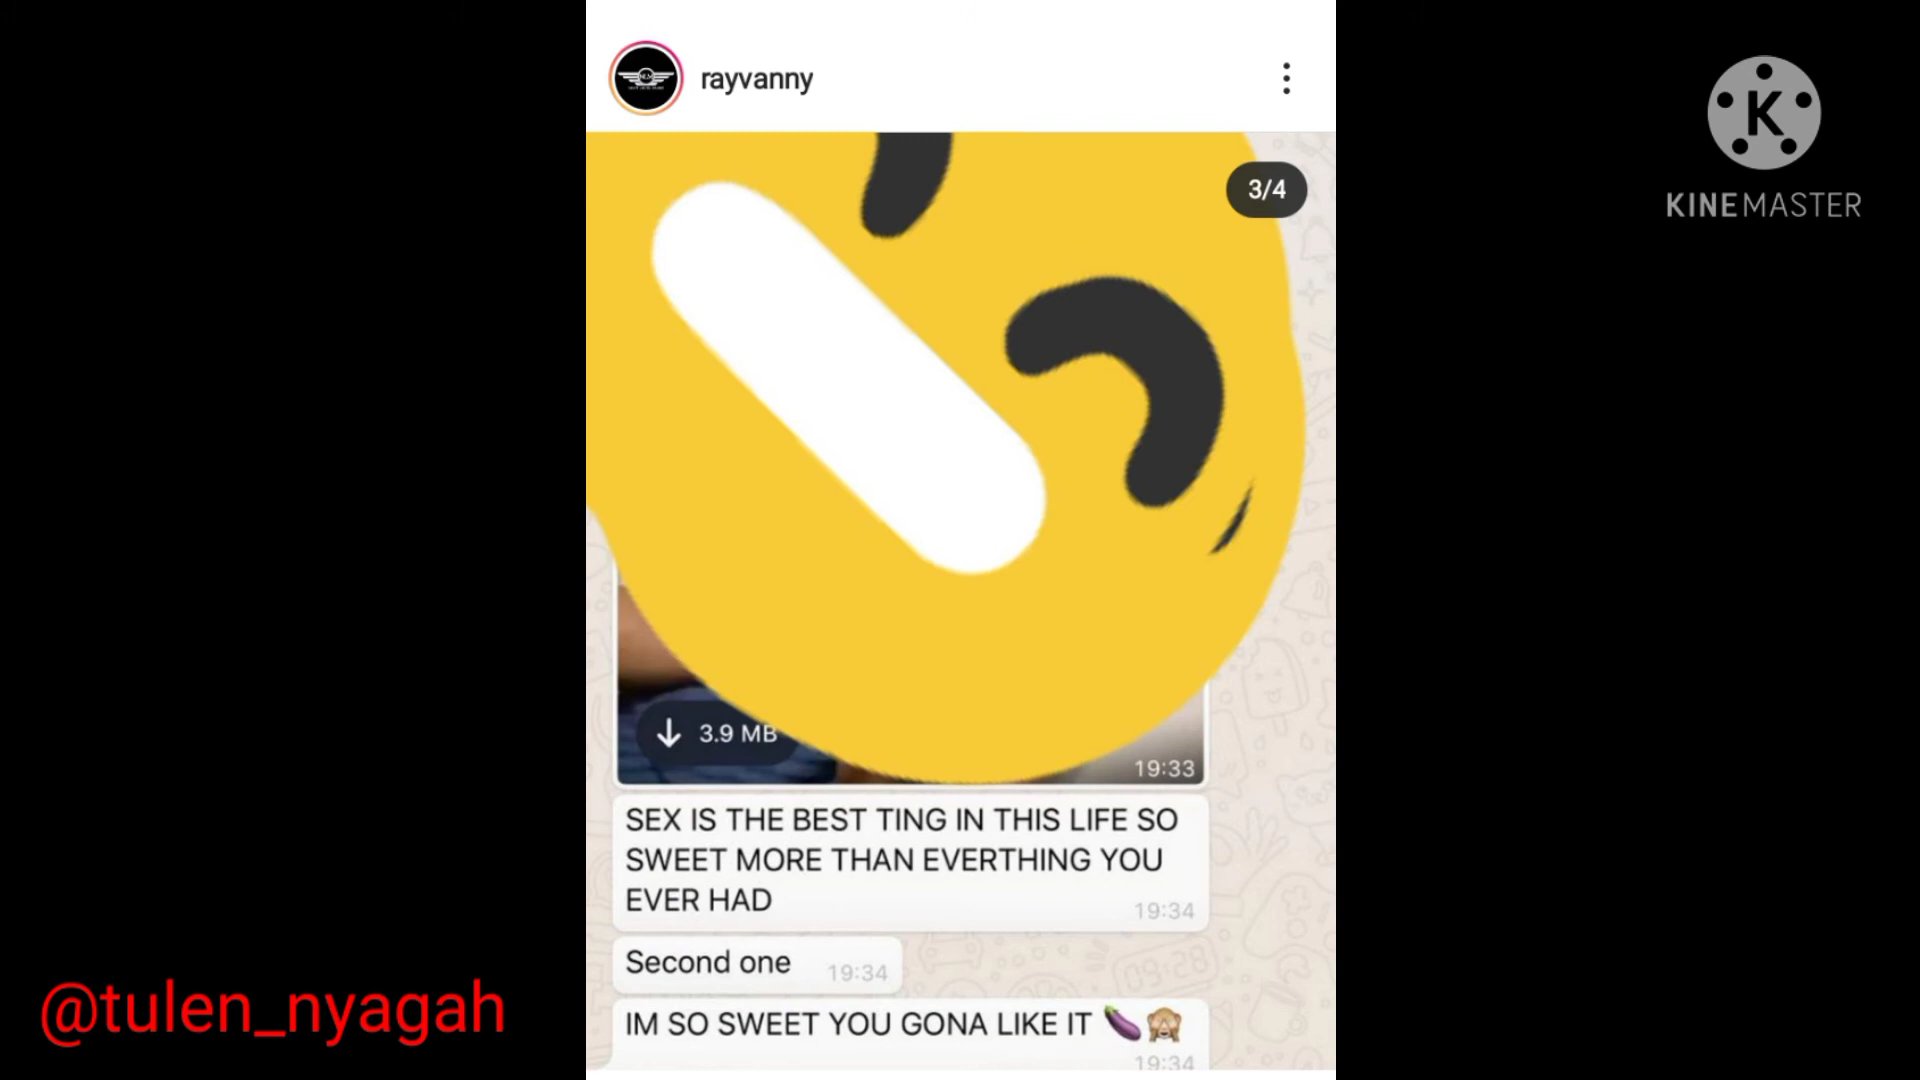 rayvanny
3/4
K
KINEMASTER
3.9 MB
19:33
SEX IS THE BEST TING IN THIS LIFE SO
SWEET MORE THAN EVERTHING YOU
EVER HAD
19:34
Second one 19:34
IM SO SWEET YOU GONA LIKE IT 🍆🙈
19:34
@tulen_nyagah